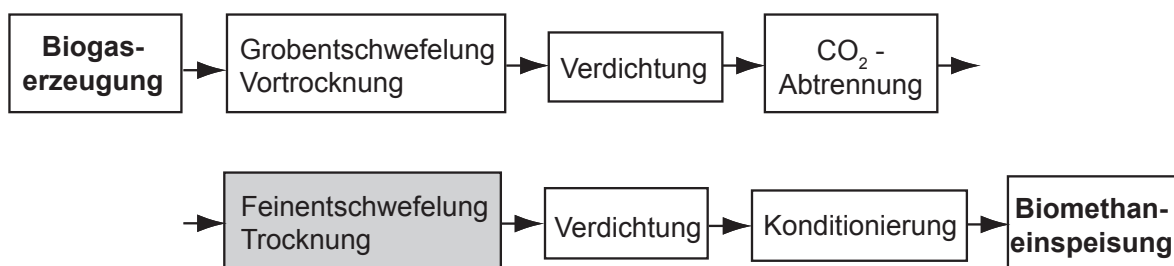 Biogas-
erzeugung
Grobentschwefelung
Vortrocknung
Verdichtung
CO₂ -
Abtrennung
Feinentschwefelung
Trocknung
Verdichtung
Konditionierung
Biomethan-
einspeisung